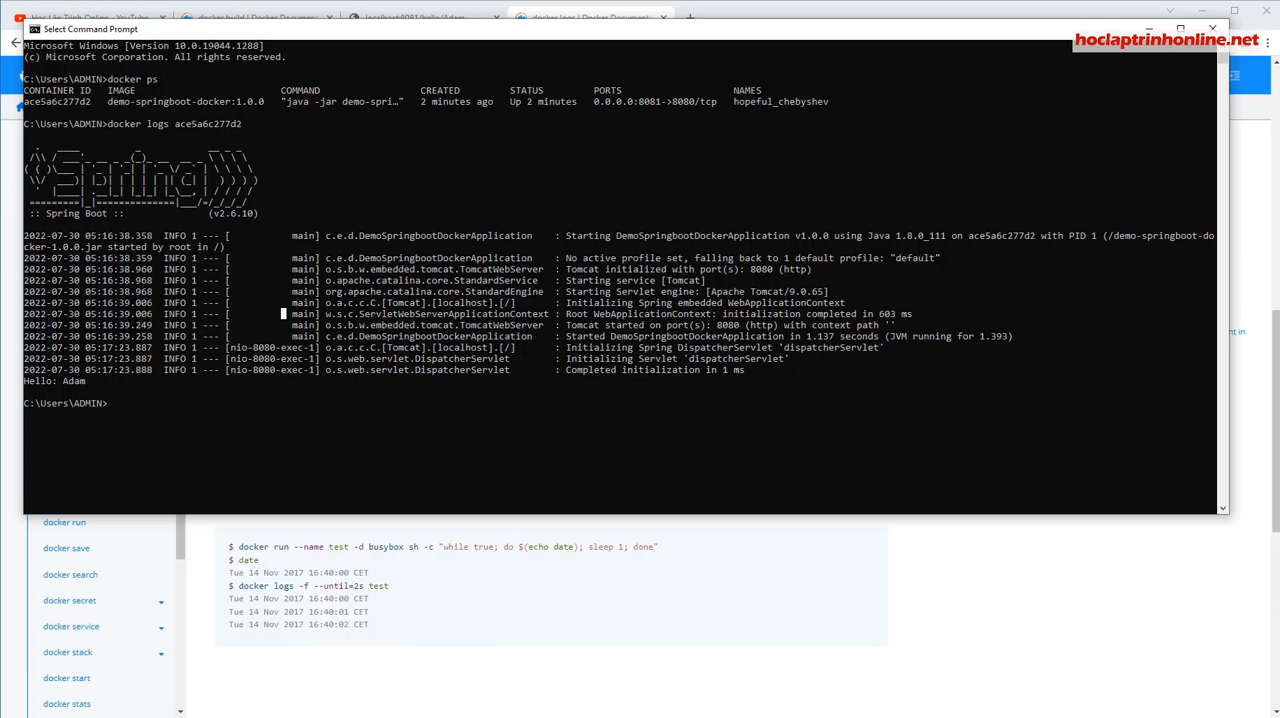 Học Lập Trình Online - YouTube
docker build | Docker Document
localhost:8081/hello/Adam
docker logs | Docker Document
Select Command Prompt
hoclaptrinhonline.net
Microsoft Windows [Version 10.0.19044.1288]
(c) Microsoft Corporation. All rights reserved.
C:\Users\ADMIN>docker ps
CONTAINER ID IMAGE COMMAND CREATED STATUS PORTS NAMES
ace5a6c277d2 demo-springboot-docker:1.0.0 "java -jar demo-spri…" 2 minutes ago Up 2 minutes 0.0.0.0:8081->8080/tcp hopeful_chebyshev
C:\Users\ADMIN>docker logs ace5a6c277d2
:: Spring Boot :: (v2.6.10)
2022-07-30 05:16:38.358 INFO 1 --- [ main] c.e.d.DemoSpringbootDockerApplication : Starting DemoSpringbootDockerApplication v1.0.0 using Java 1.8.0_111 on ace5a6c277d2 with PID 1 (/demo-springboot-do
cker-1.0.0.jar started by root in /)
2022-07-30 05:16:38.359 INFO 1 --- [ main] c.e.d.DemoSpringbootDockerApplication : No active profile set, falling back to 1 default profile: "default"
2022-07-30 05:16:38.960 INFO 1 --- [ main] o.s.b.w.embedded.tomcat.TomcatWebServer : Tomcat initialized with port(s): 8080 (http)
2022-07-30 05:16:38.968 INFO 1 --- [ main] o.apache.catalina.core.StandardService : Starting service [Tomcat]
2022-07-30 05:16:38.968 INFO 1 --- [ main] org.apache.catalina.core.StandardEngine : Starting Servlet engine: [Apache Tomcat/9.0.65]
2022-07-30 05:16:39.006 INFO 1 --- [ main] o.a.c.c.C.[Tomcat].[localhost].[/] : Initializing Spring embedded WebApplicationContext
2022-07-30 05:16:39.006 INFO 1 --- [ main] w.s.c.ServletWebServerApplicationContext : Root WebApplicationContext: initialization completed in 603 ms
2022-07-30 05:16:39.249 INFO 1 --- [ main] o.s.b.w.embedded.tomcat.TomcatWebServer : Tomcat started on port(s): 8080 (http) with context path ''
2022-07-30 05:16:39.258 INFO 1 --- [ main] c.e.d.DemoSpringbootDockerApplication : Started DemoSpringbootDockerApplication in 1.137 seconds (JVM running for 1.393)
2022-07-30 05:17:23.887 INFO 1 --- [nio-8080-exec-1] o.a.c.c.C.[Tomcat].[localhost].[/] : Initializing Spring DispatcherServlet 'dispatcherServlet'
2022-07-30 05:17:23.887 INFO 1 --- [nio-8080-exec-1] o.s.web.servlet.DispatcherServlet : Initializing Servlet 'dispatcherServlet'
2022-07-30 05:17:23.888 INFO 1 --- [nio-8080-exec-1] o.s.web.servlet.DispatcherServlet : Completed initialization in 1 ms
Hello: Adam
C:\Users\ADMIN>
docker run
docker save
docker search
docker secret
docker service
docker stack
docker start
docker stats
$ docker run --name test -d busybox sh -c "while true; do $(echo date); sleep 1; done"
$ date
Tue 14 Nov 2017 16:40:00 CET
$ docker logs -f --until=2s test
Tue 14 Nov 2017 16:40:00 CET
Tue 14 Nov 2017 16:40:01 CET
Tue 14 Nov 2017 16:40:02 CET